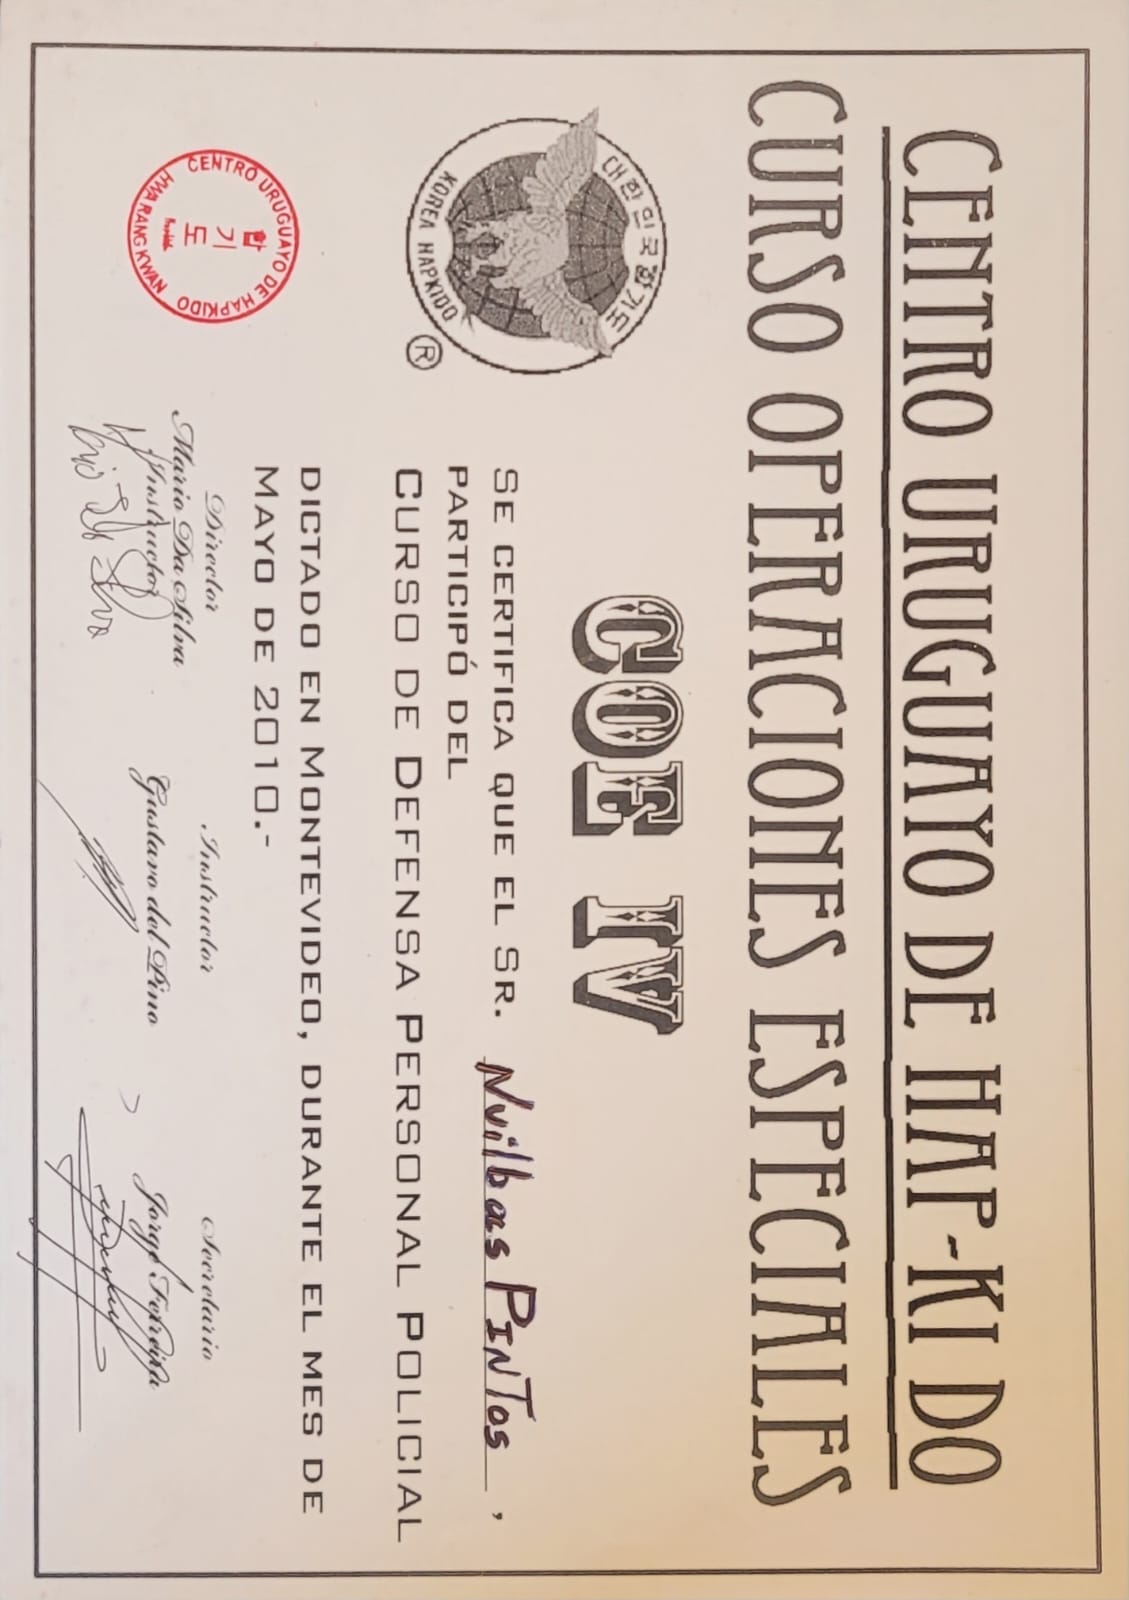 CENTRO URUGUAYO DE HAP-KI DO
CURSO OPERACIONES ESPECIALES
COE IV
대한민국합기도
KOREA HAPKIDO
®
SE CERTIFICA QUE EL SR. Nvilbas PINTos,
PARTICIPÓ DEL
CURSO DE DEFENSA PERSONAL POLICIAL
DICTADO EN MONTEVIDEO, DURANTE EL MES DE
MAYO DE 2010.-
CENTRO URUGUAYO DE HAPKIDO
합기도
HWA RANG KWAN
Director
Mario Da Silva
Instructor
Instructor
Gustavo del Pino
Secretario
Jorge Ferreira